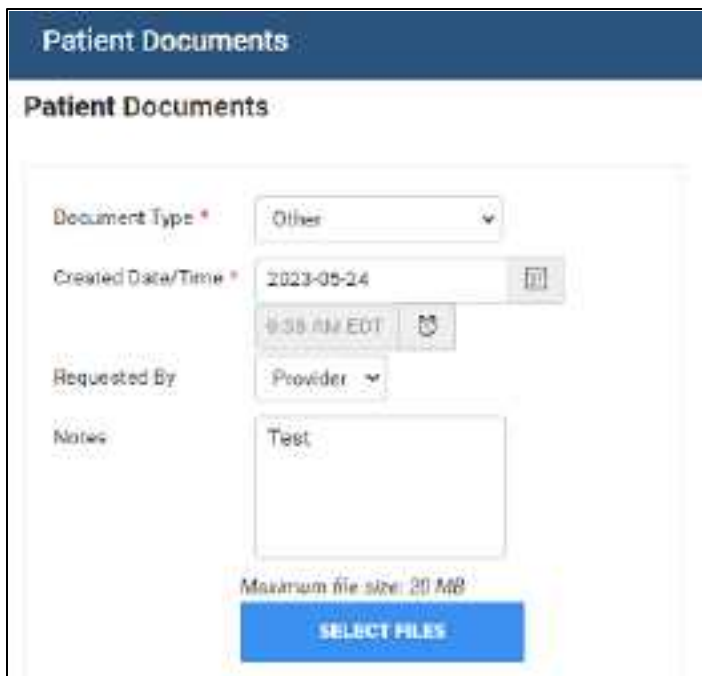 Patient Documents
Patient Documents
Document Type * Other
Created Date/Time * 2023-05-24
AM EDT
Requested By Provider
Notes Test
Maximum file size: 20 MB
SELECT FILES